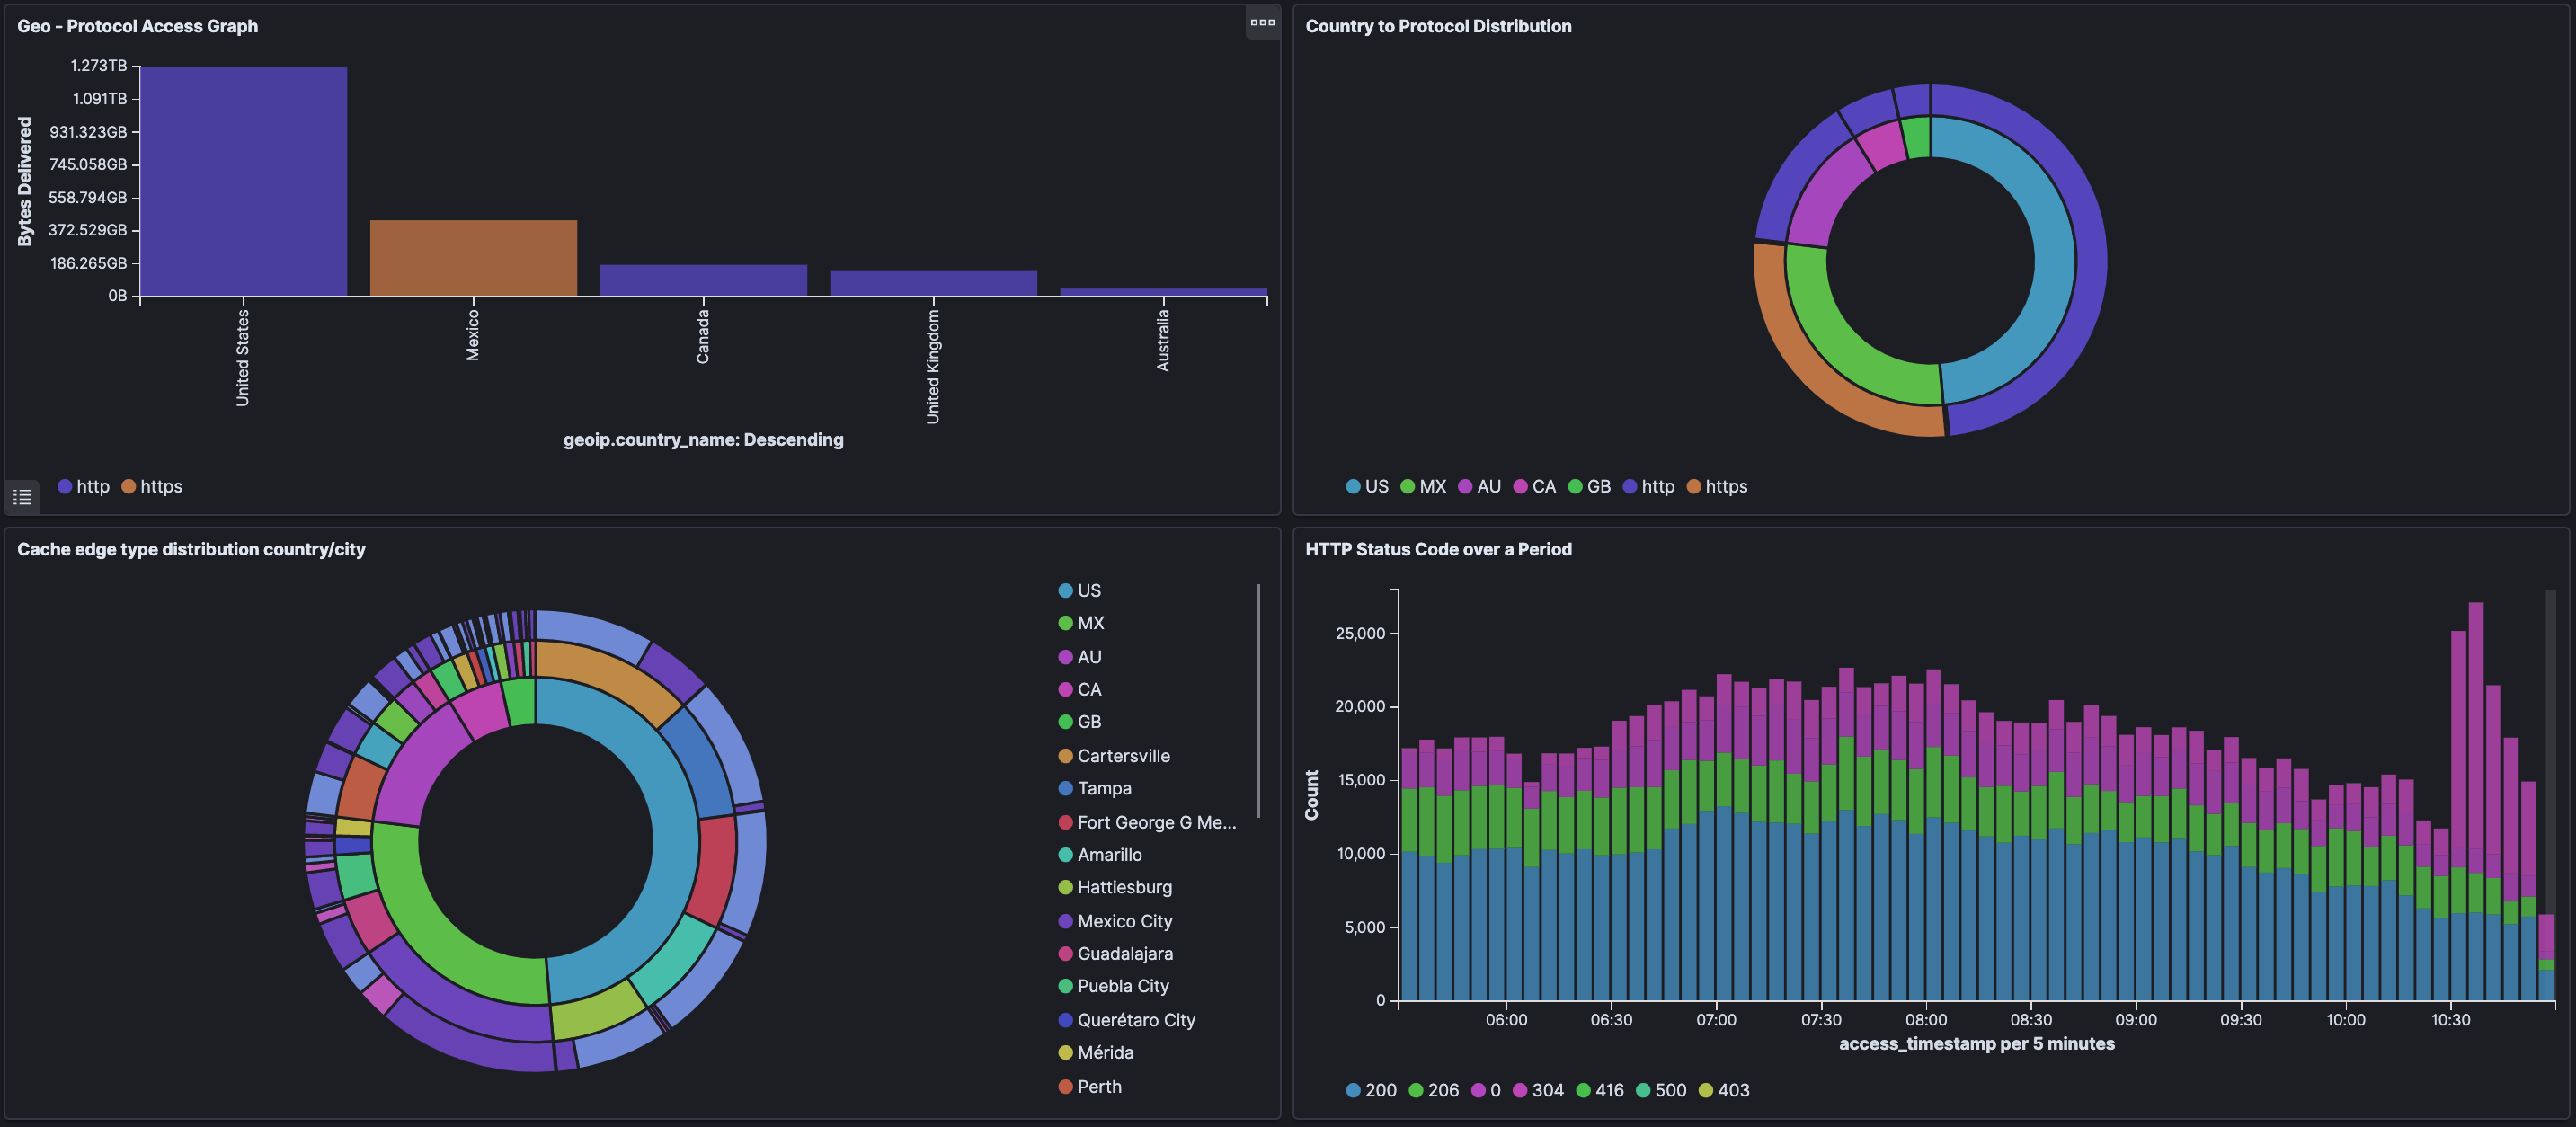 Geo - Protocol Access Graph
1.273TB
1.091TB
931.323GB
745.058GB
558.794GB
372.529GB
186.265GB
0B
Bytes Delivered
United States
Mexico
Canada
United Kingdom
Australia
geoip.country_name: Descending
http https
Country to Protocol Distribution
US MX AU CA GB http https
Cache edge type distribution country/city
US
MX
AU
CA
GB
Cartersville
Tampa
Fort George G Me...
Amarillo
Hattiesburg
Mexico City
Guadalajara
Puebla City
Querétaro City
Mérida
Perth
HTTP Status Code over a Period
25,000
20,000
15,000
10,000
5,000
0
Count
06:00 06:30 07:00 07:30 08:00 08:30 09:00 09:30 10:00 10:30
access_timestamp per 5 minutes
200 206 0 304 416 500 403